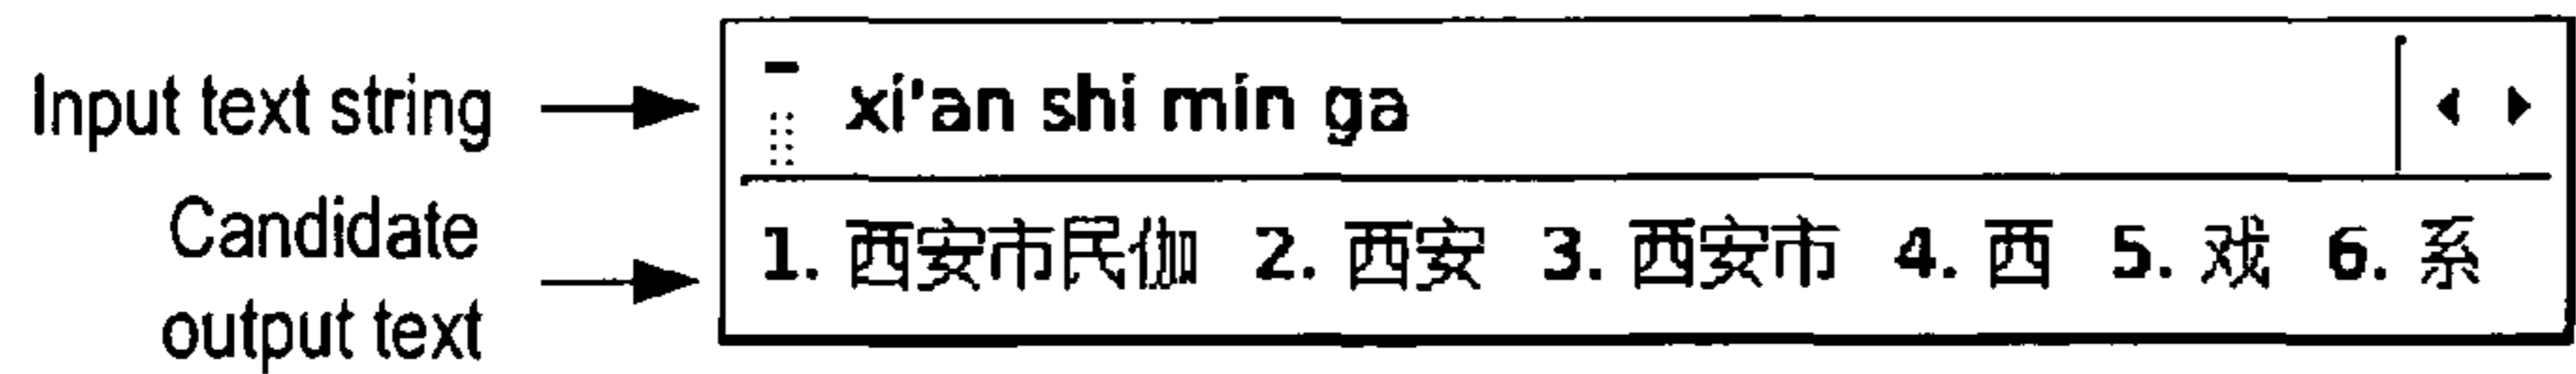 Input text string
xi'an shi min ga
Candidate
output text
1. 西安市民伽 2. 西安 3. 西安市 4. 西 5. 戏 6. 系